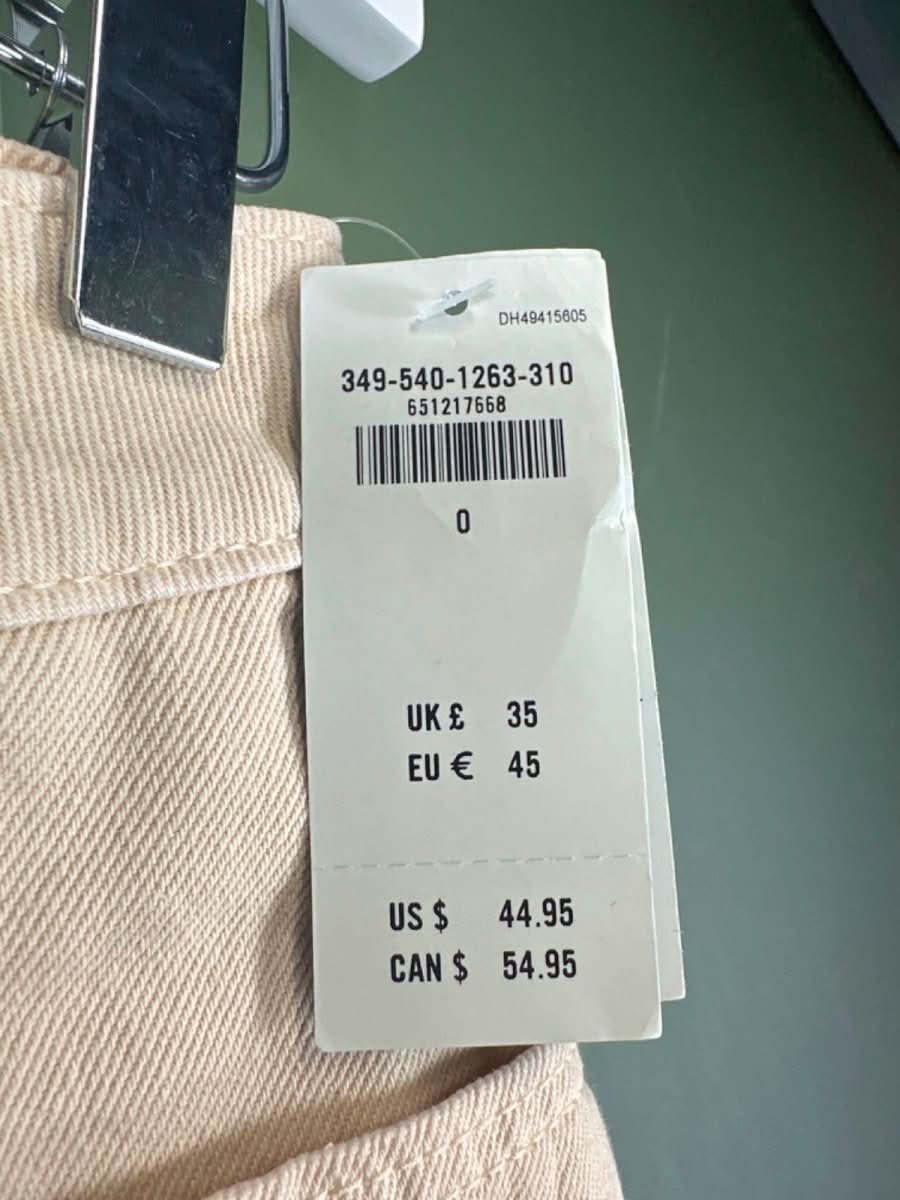 DH49415605
349-540-1263-310
651217668
0
UK £ 35
EU € 45
US $ 44.95
CAN $ 54.95